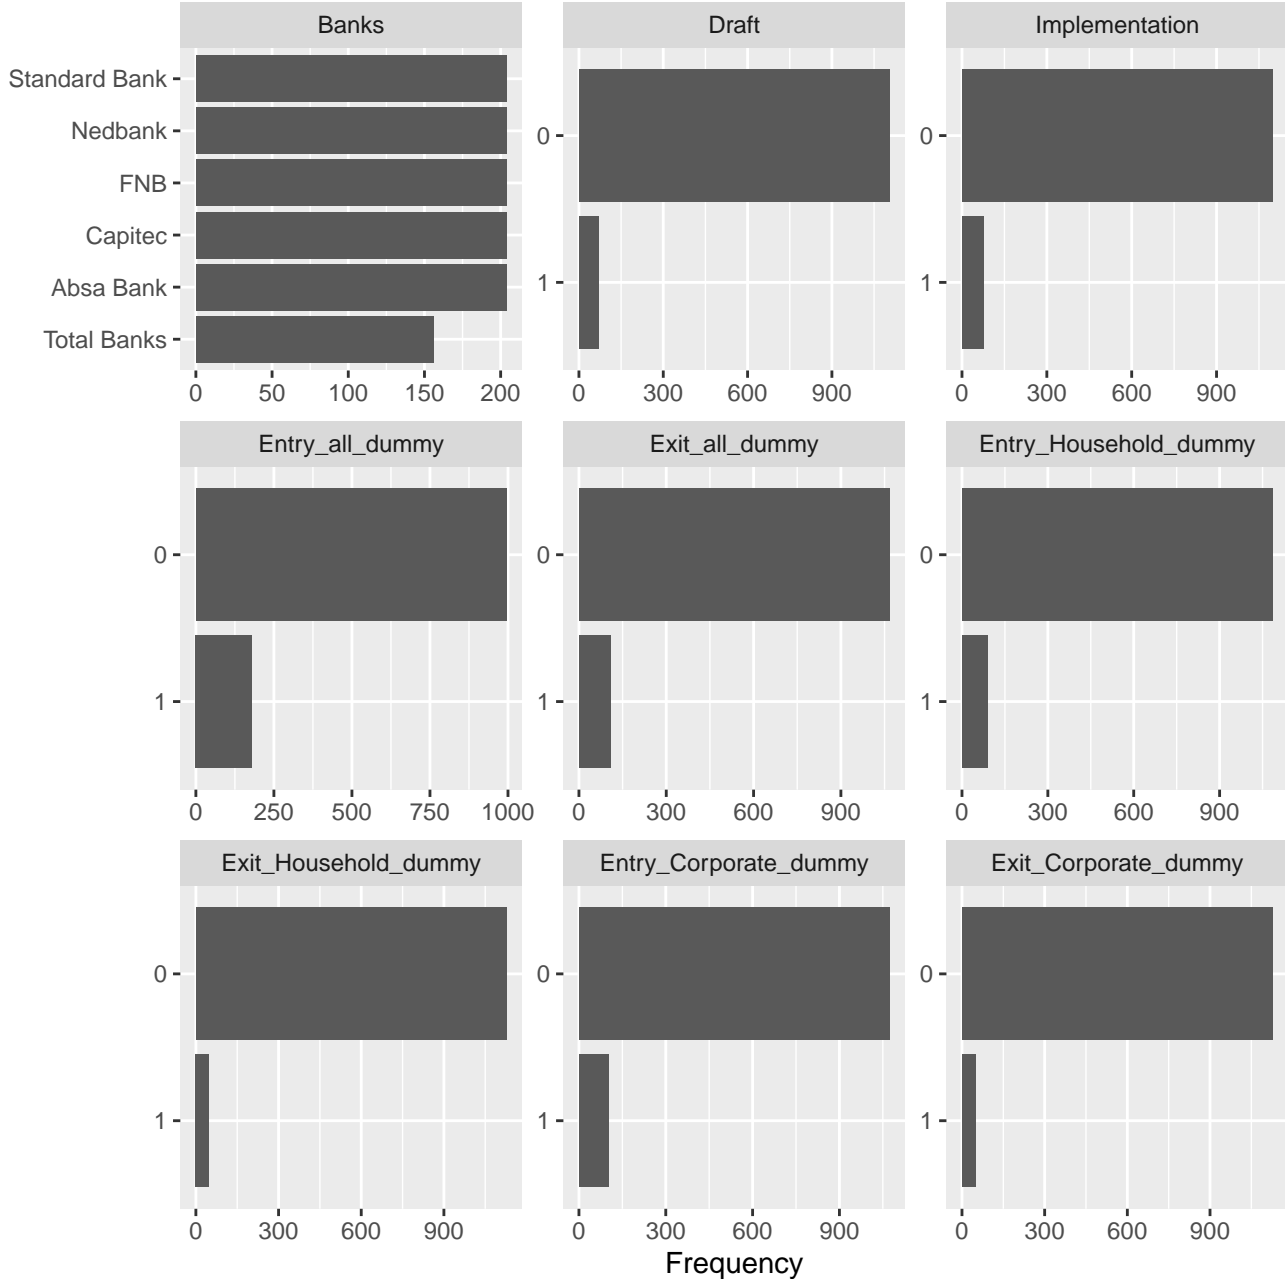 Banks
Draft
Implementation
Standard Bank
Nedbank
FNB
Capitec
Absa Bank
Total Banks
0
1
0
1
0 50 100 150 200
0 300 600 900
0 300 600 900
Entry_all_dummy
Exit_all_dummy
Entry_Household_dummy
0
1
0
1
0
1
0 250 500 750 1000
0 300 600 900
0 300 600 900
Exit_Household_dummy
Entry_Corporate_dummy
Exit_Corporate_dummy
0
1
0
1
0
1
0 300 600 900
0 300 600 900
0 300 600 900
Frequency